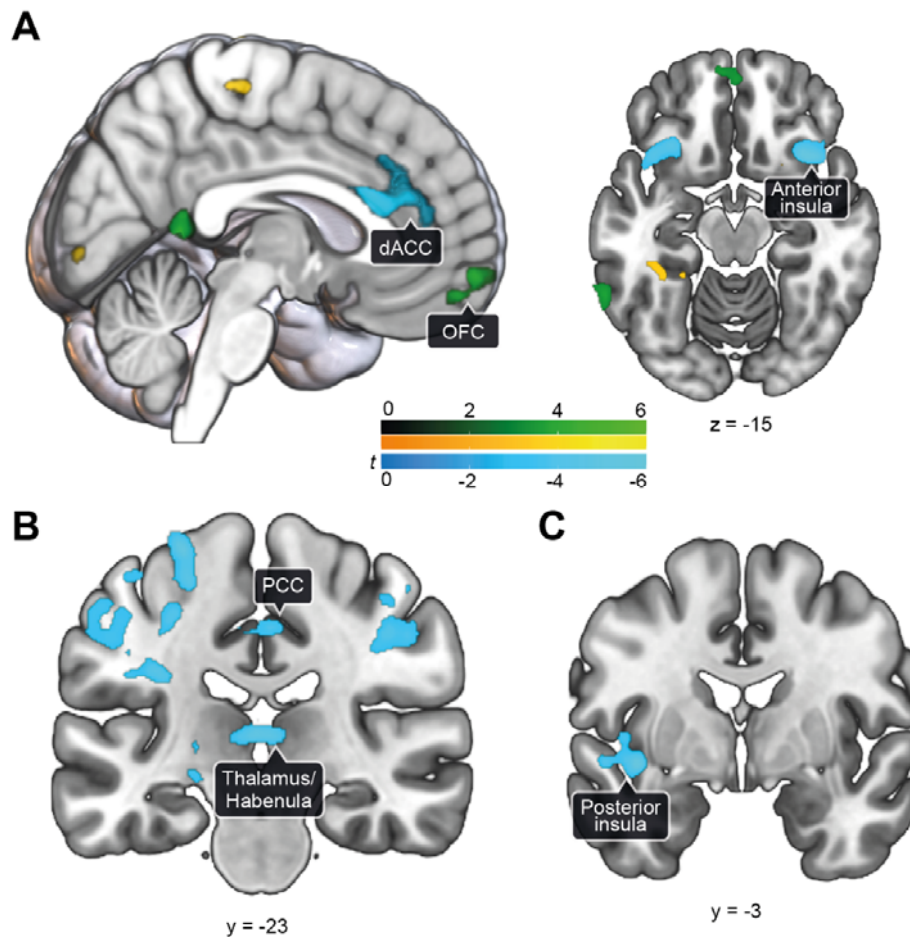 A
dACC
OFC
Anterior
insula
z = -15
0 2 4 6
t
0 -2 -4 -6
B
PCC
Thalamus/
Habenula
y = -23
C
Posterior
insula
y = -3